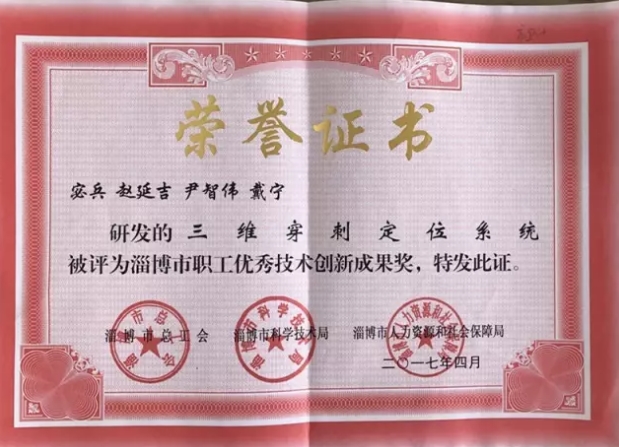 荣誉证书
宓兵 赵延吉 尹智伟 戴宁
研发的 三维穿刺定位系统
被评为淄博市职工优秀技术创新成果奖，特发此证。
淄博市总工会 淄博市科学技术局 淄博市人力资源和社会保障局
二〇一七年四月